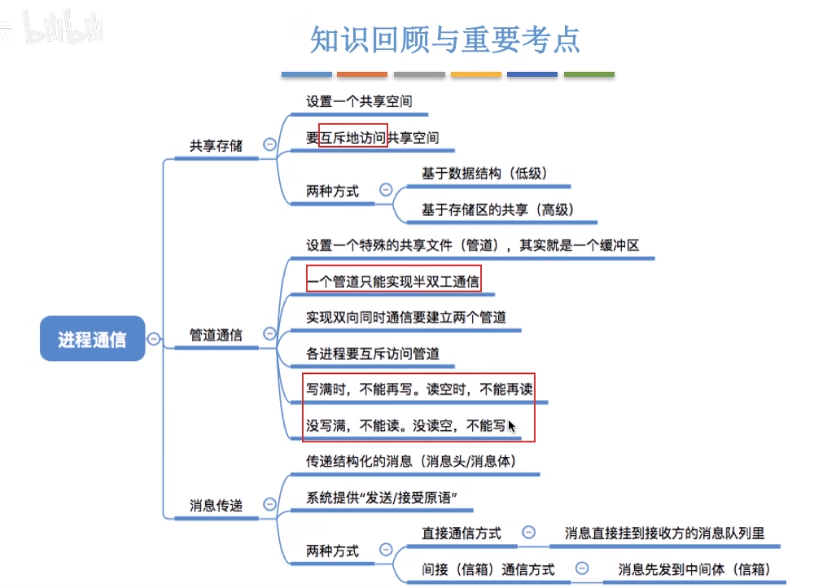 bilibili
知识回顾与重要考点
进程通信
共享存储
设置一个共享空间
要互斥地访问共享空间
两种方式
基于数据结构（低级）
基于存储区的共享（高级）
管道通信
设置一个特殊的共享文件（管道），其实就是一个缓冲区
一个管道只能实现半双工通信
实现双向同时通信要建立两个管道
各进程要互斥访问管道
写满时，不能再写。读空时，不能再读
没写满，不能读。没读空，不能写
消息传递
传递结构化的消息（消息头/消息体）
系统提供“发送/接受原语”
两种方式
直接通信方式
消息直接挂到接收方的消息队列里
间接（信箱）通信方式
消息先发到中间体（信箱）